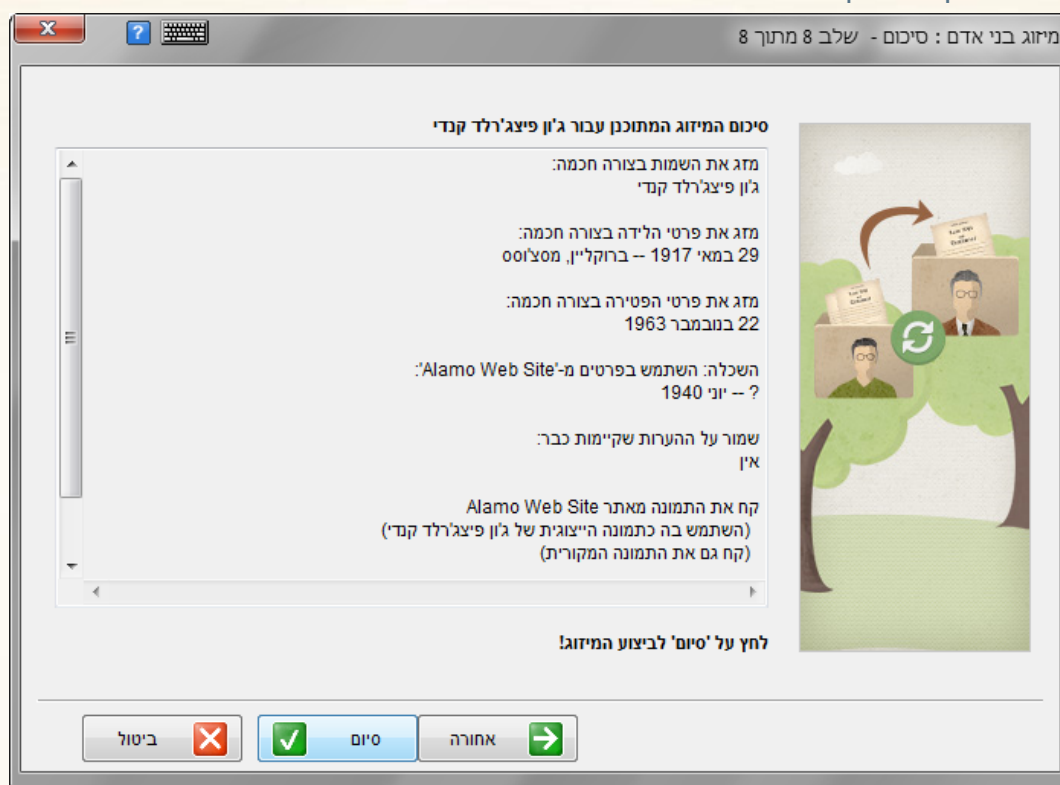 מיזוג בני אדם : סיכום - שלב 8 מתוך 8
סיכום המיזוג המתוכנן עבור ג'ון פיצג'רלד קנדי
מזג את השמות בצורה חכמה:
ג'ון פיצג'רלד קנדי
מזג את פרטי הלידה בצורה חכמה:
29 במאי 1917 -- ברוקליין, מסצ'וסס
מזג את פרטי הפטירה בצורה חכמה:
22 בנובמבר 1963
השכלה: השתמש בפרטים מ-'Alamo Web Site':
? -- יוני 1940
שמור על ההערות שקיימות כבר:
אין
קח את התמונה מאתר Alamo Web Site
(השתמש בה כתמונה הייצוגית של ג'ון פיצג'רלד קנדי)
(קח גם את התמונה המקורית)
לחץ על 'סיום' לביצוע המיזוג!
אחורה
סיום
ביטול